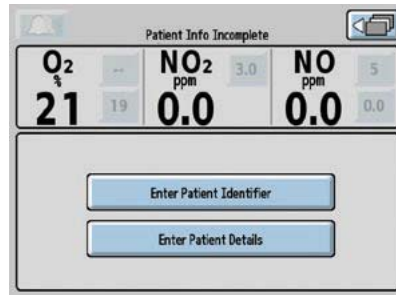 Patient Info Incomplete
O2 % -- NO2 ppm 3.0 NO ppm 5
21 19 0.0 0.0 0.0
Enter Patient Identifier
Enter Patient Details